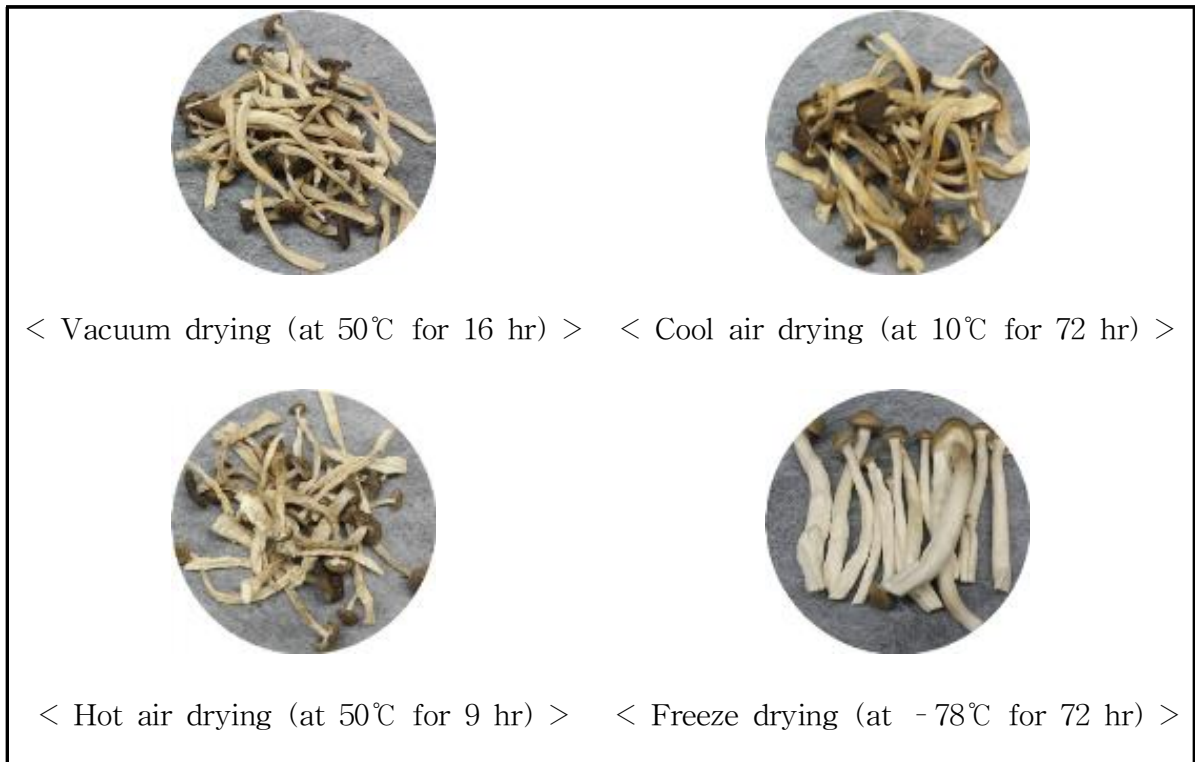 < Vacuum drying (at 50℃ for 16 hr) >
< Cool air drying (at 10℃ for 72 hr) >
< Hot air drying (at 50℃ for 9 hr) >
< Freeze drying (at -78℃ for 72 hr) >